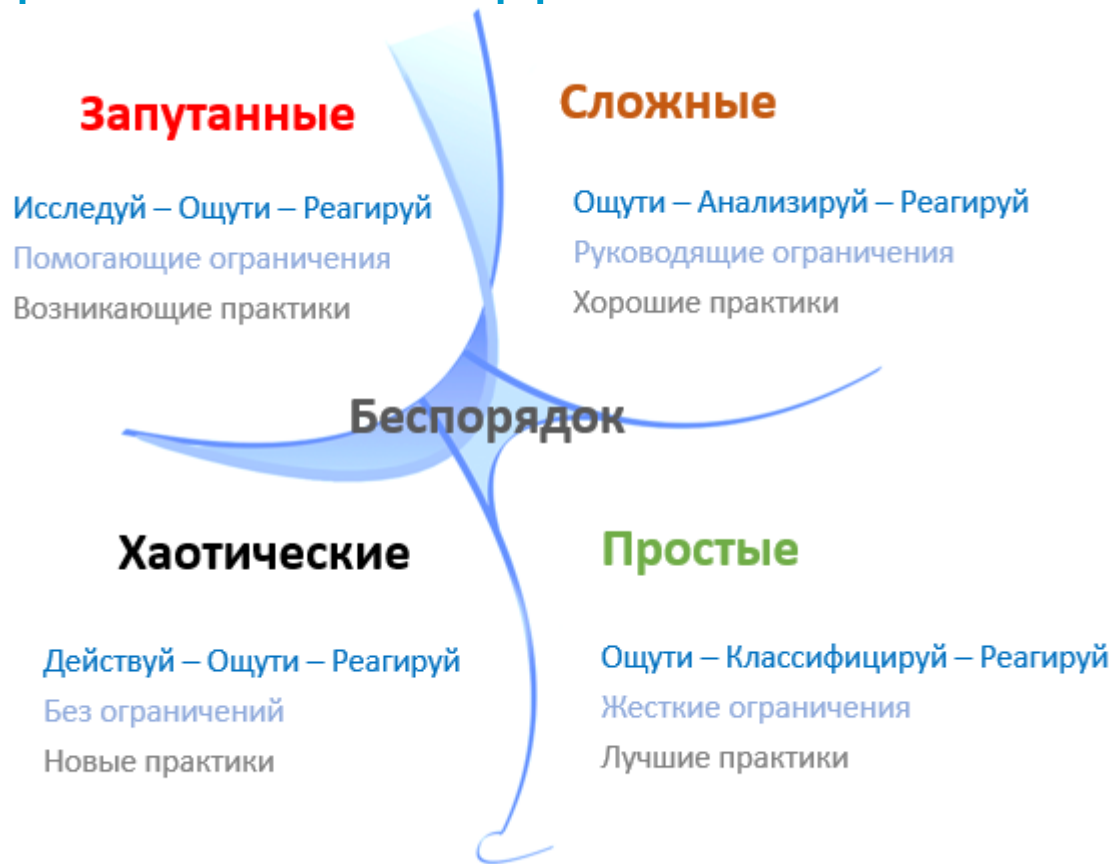 Запутанные
Исследуй – Ощути – Реагируй
Помогающие ограничения
Возникающие практики
Сложные
Ощути – Анализируй – Реагируй
Руководящие ограничения
Хорошие практики
Беспорядок
Хаотические
Действуй – Ощути – Реагируй
Без ограничений
Новые практики
Простые
Ощути – Классифицируй – Реагируй
Жесткие ограничения
Лучшие практики